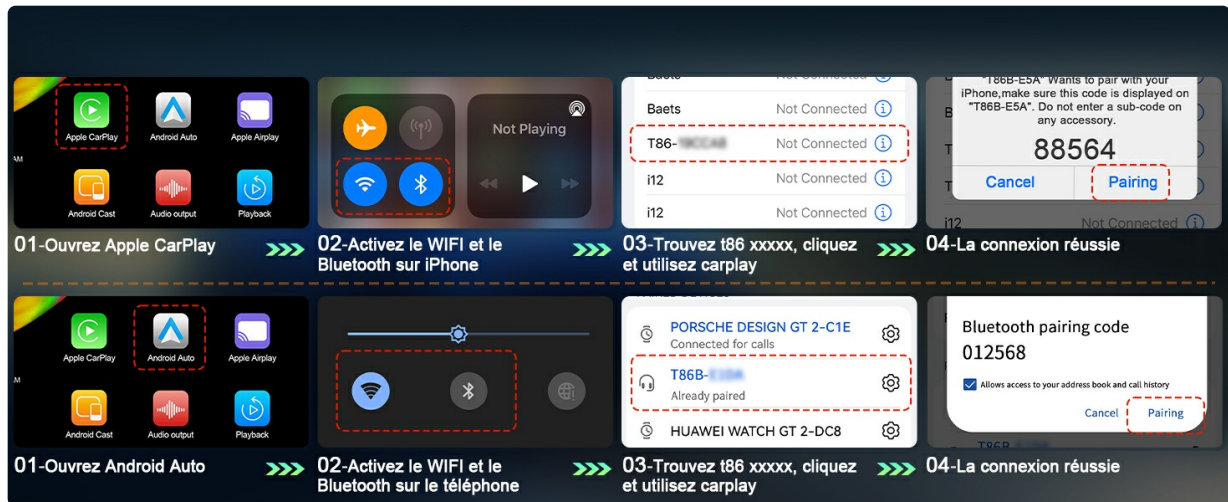 Apple CarPlay
Android Auto
Apple Airplay
AM
Android Cast
Audio output
Playback
01-Ouvrez Apple CarPlay
>>>
Not Playing
02-Activez le WIFI et le
Bluetooth sur iPhone
>>>
Not Connected
Baets
Not Connected
T86-
Not Connected
i12
Not Connected
i12
Not Connected
03-Trouvez t86 xxxxx, cliquez
et utilisez carplay
>>>
"T86B-E5A" Wants to pair with your
iPhone,make sure this code is displayed on
"T86B-E5A". Do not enter a sub-code on
any accessory.
88564
Cancel
Pairing
i12
Not Connected
04-La connexion réussie
Apple CarPlay
Android Auto
Apple Airplay
Android Cast
Audio output
Playback
01-Ouvrez Android Auto
>>>
02-Activez le WIFI et le
Bluetooth sur le téléphone
>>>
PORSCHE DESIGN GT 2-C1E
Connected for calls
T86B-
Already paired
HUAWEI WATCH GT 2-DC8
03-Trouvez t86 xxxxx, cliquez
et utilisez carplay
>>>
Bluetooth pairing code
012568
Allows access to your address book and call history
Cancel
Pairing
04-La connexion réussie